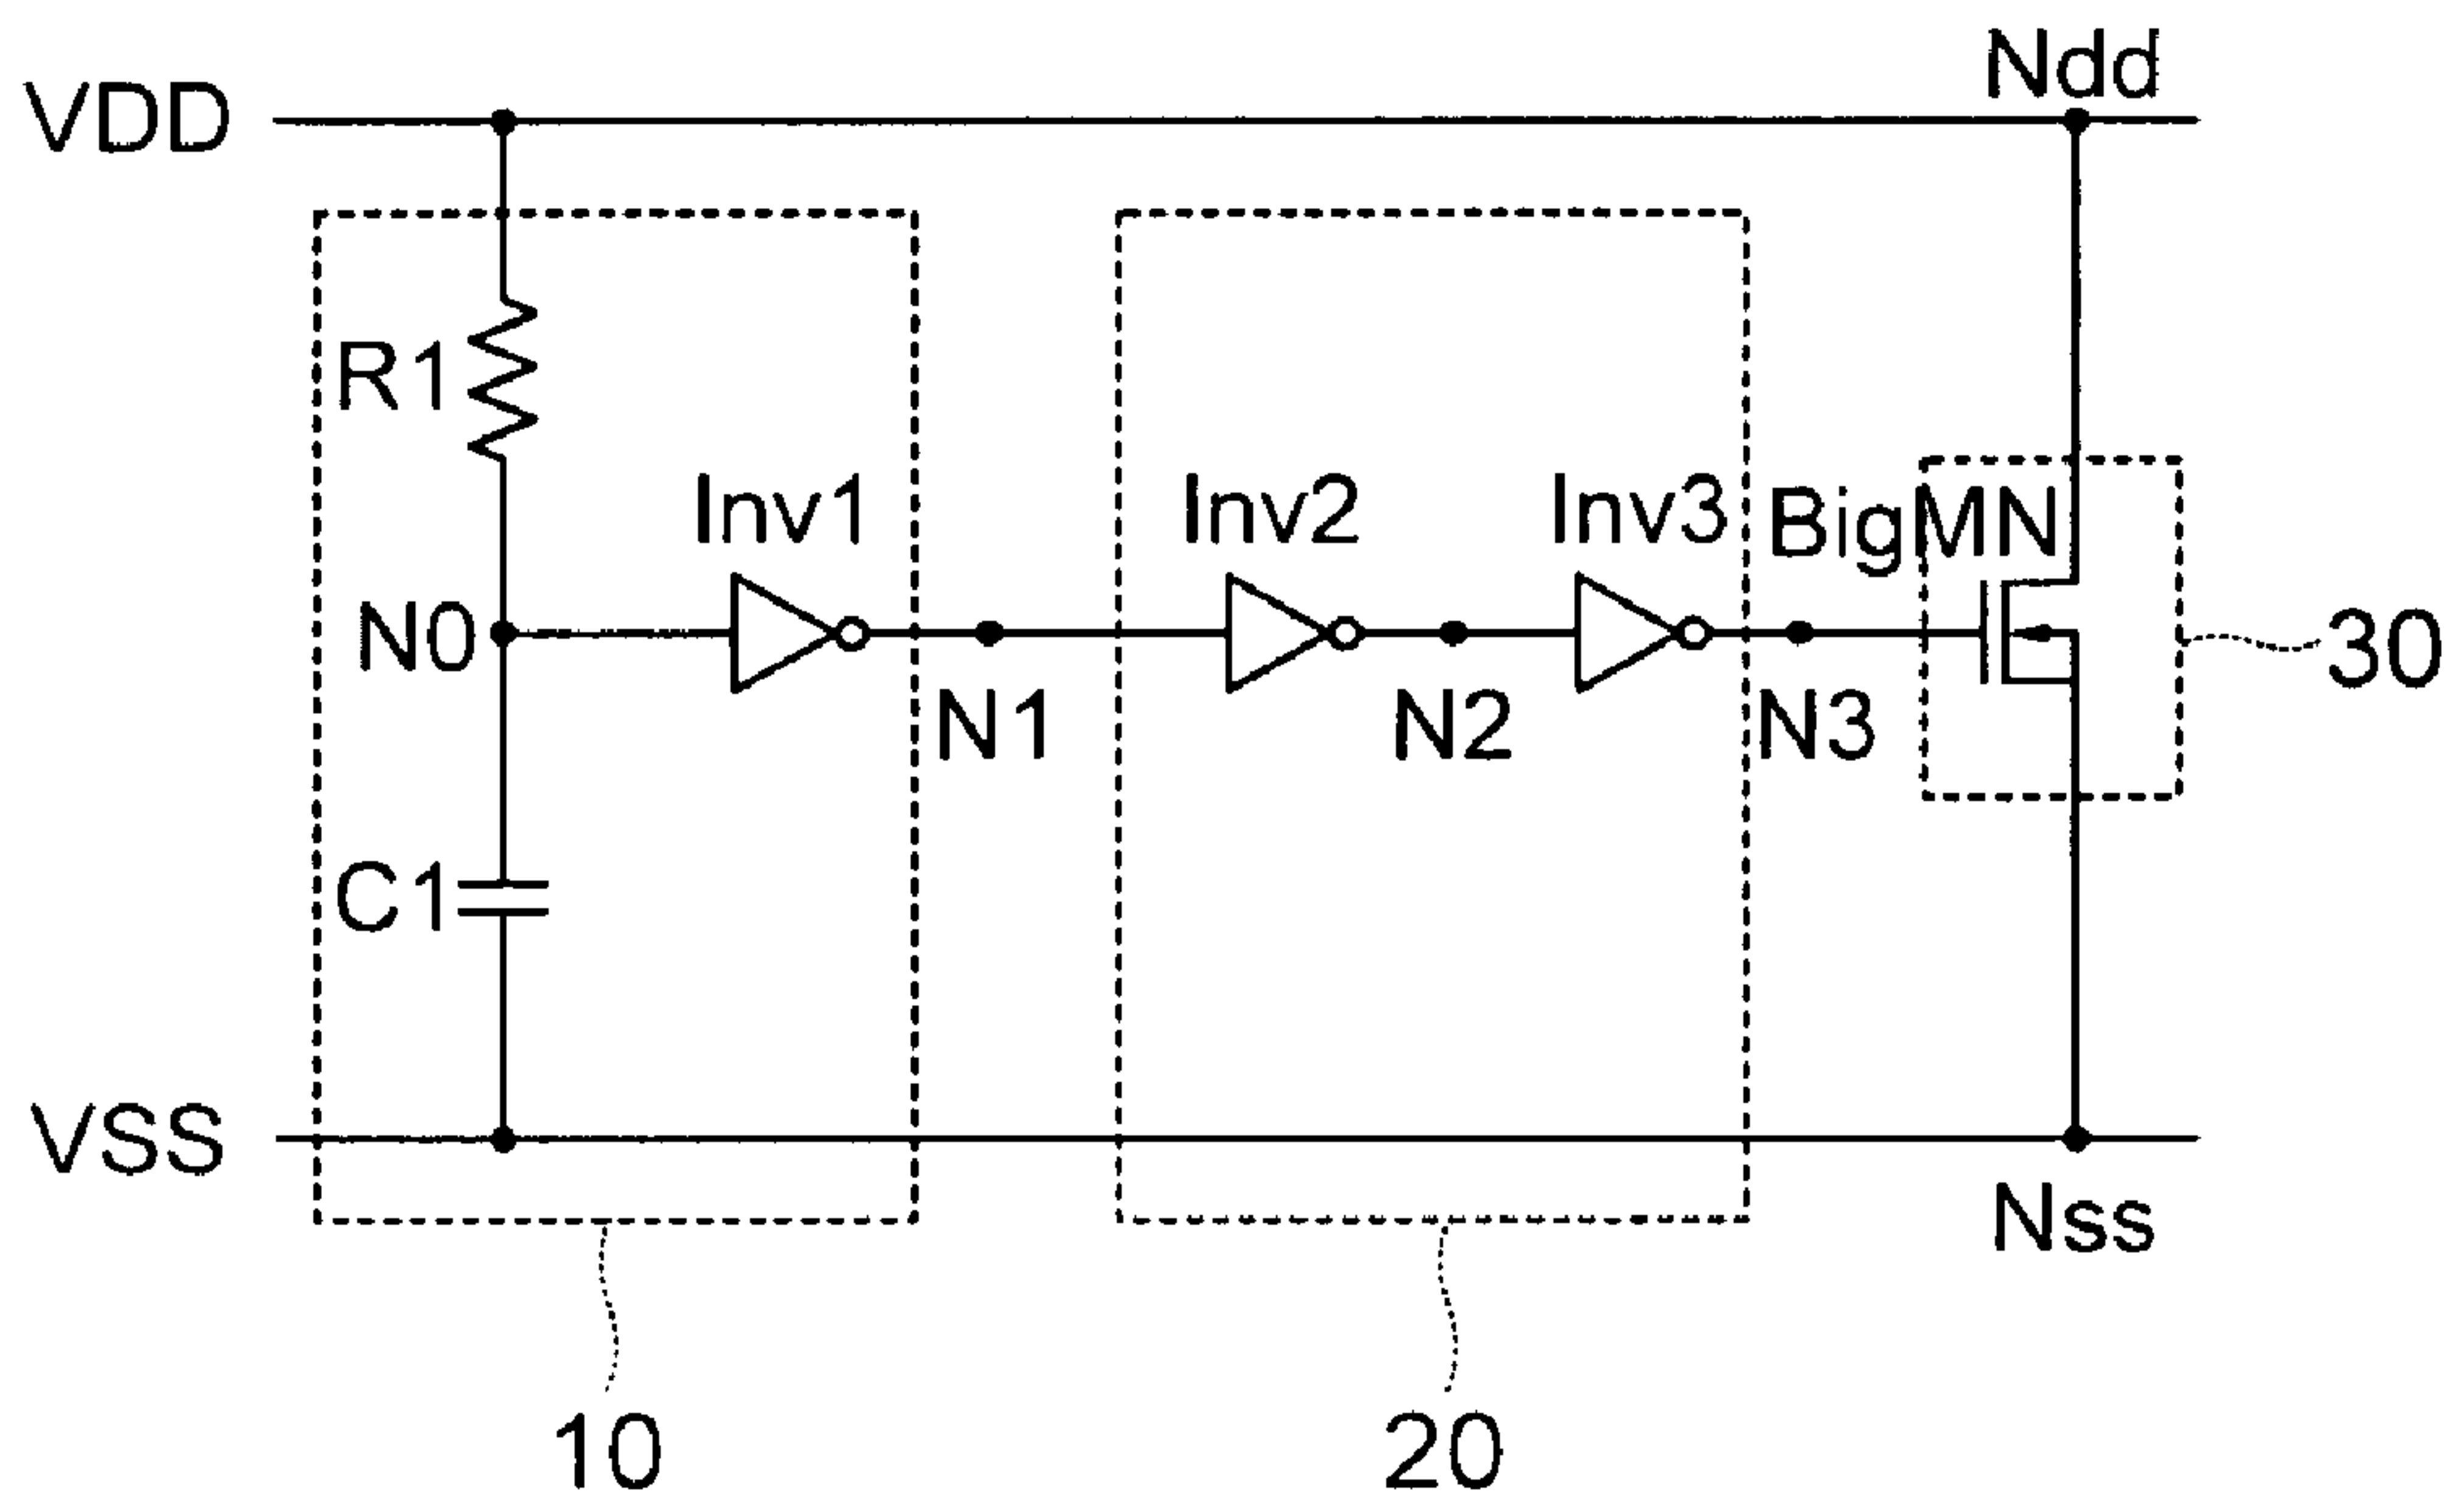 Ndd
VDD
R1
Inv1
Inv2
Inv3
BigMN
N0
30
N1
N2
N3
C1
VSS
Nss
10
20